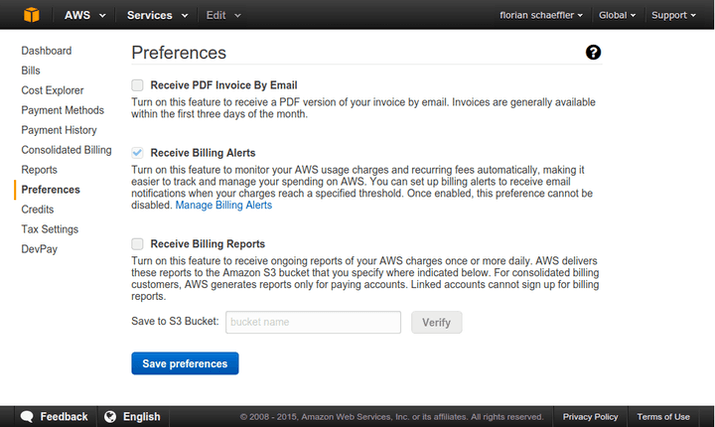 AWS Services Edit florian schaeffler Global Support
Dashboard
Bills
Cost Explorer
Payment Methods
Payment History
Consolidated Billing
Reports
Preferences
Credits
Tax Settings
DevPay
Preferences ?
Receive PDF Invoice By Email
Turn on this feature to receive a PDF version of your invoice by email. Invoices are generally available
within the first three days of the month.
Receive Billing Alerts
Turn on this feature to monitor your AWS usage charges and recurring fees automatically, making it
easier to track and manage your spending on AWS. You can set up billing alerts to receive email
notifications when your charges reach a specified threshold. Once enabled, this preference cannot be
disabled. Manage Billing Alerts
Receive Billing Reports
Turn on this feature to receive ongoing reports of your AWS charges once or more daily. AWS delivers
these reports to the Amazon S3 bucket that you specify where indicated below. For consolidated billing
customers, AWS generates reports only for paying accounts. Linked accounts cannot sign up for billing
reports.
Save to S3 Bucket: bucket name Verify
Save preferences
Feedback English © 2008 - 2015, Amazon Web Services, Inc. or its affiliates. All rights reserved. Privacy Policy Terms of Use